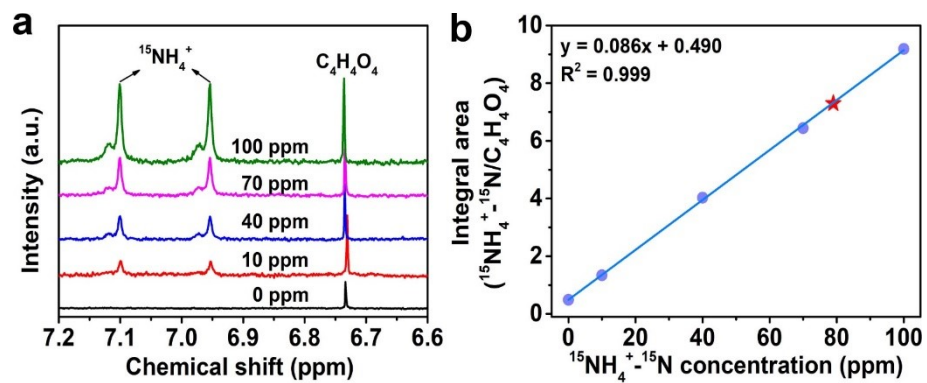 a
Intensity (a.u.)
¹⁵NH₄⁺
C₄H₄O₄
100 ppm
70 ppm
40 ppm
10 ppm
0 ppm
7.2 7.1 7.0 6.9 6.8 6.7 6.6
Chemical shift (ppm)
b
Integral area
(¹⁵NH₄⁺-¹⁵N/C₄H₄O₄)
y = 0.086x + 0.490
R² = 0.999
10
8
6
4
2
0
0 20 40 60 80 100
¹⁵NH₄⁺-¹⁵N concentration (ppm)